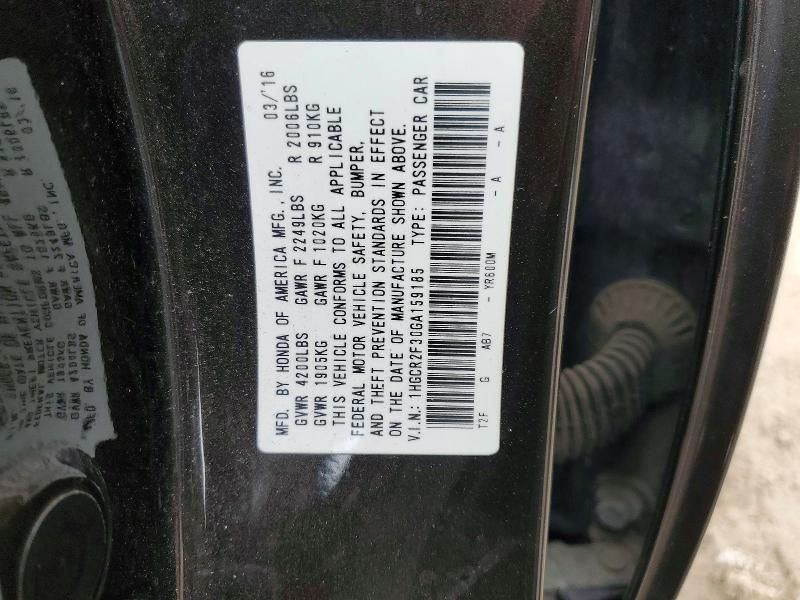 MFD. BY HONDA OF AMERICA MFG., INC. 03/'16
GVWR 4200LBS GAWR F 2249LBS R 2006LBS
GVWR 1905KG GAWR F 1020KG R 910KG
THIS VEHICLE CONFORMS TO ALL APPLICABLE
FEDERAL MOTOR VEHICLE SAFETY, BUMPER,
AND THEFT PREVENTION STANDARDS IN EFFECT
ON THE DATE OF MANUFACTURE SHOWN ABOVE.
V.I.N.: 1HGCR2F30GA159185 TYPE: PASSENGER CAR
T2F G AB7 - YR600M - A - A